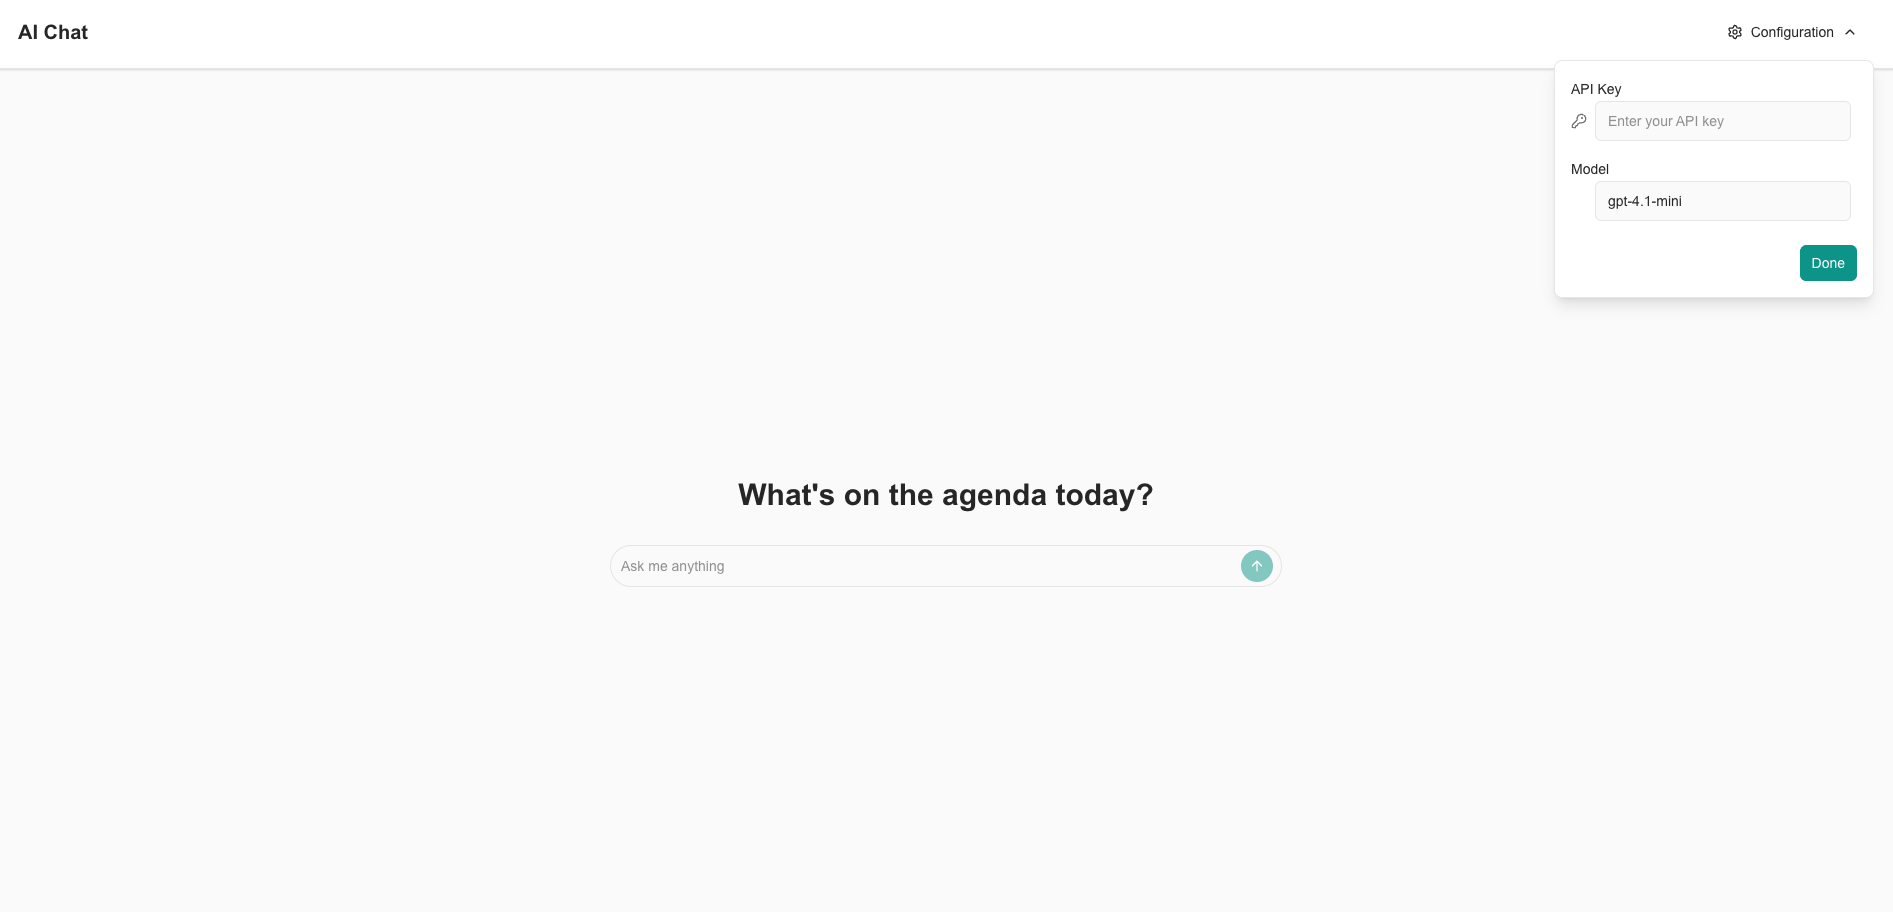 AI Chat
Configuration
API Key
Enter your API key
Model
gpt-4.1-mini
Done
What's on the agenda today?
Ask me anything